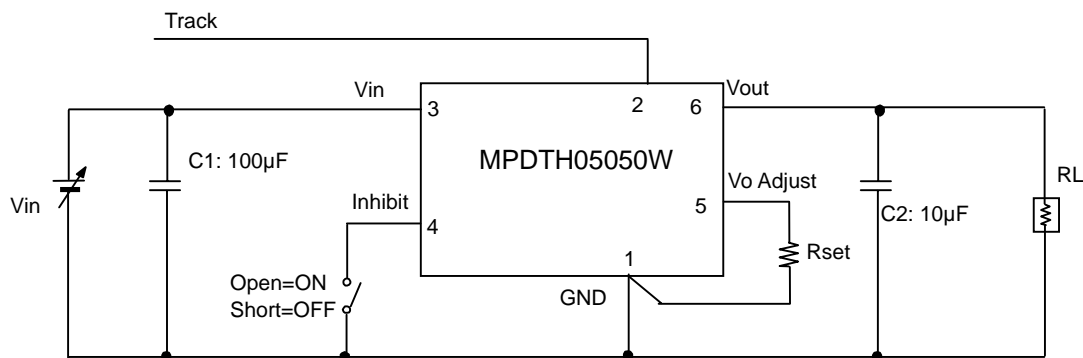 Track
Vin
3
2
6
Vout
C1: 100µF
MPDTH05050W
Vin
Inhibit
4
5
Vo Adjust
C2: 10µF
RL
Open=ON
Short=OFF
1
GND
Rset